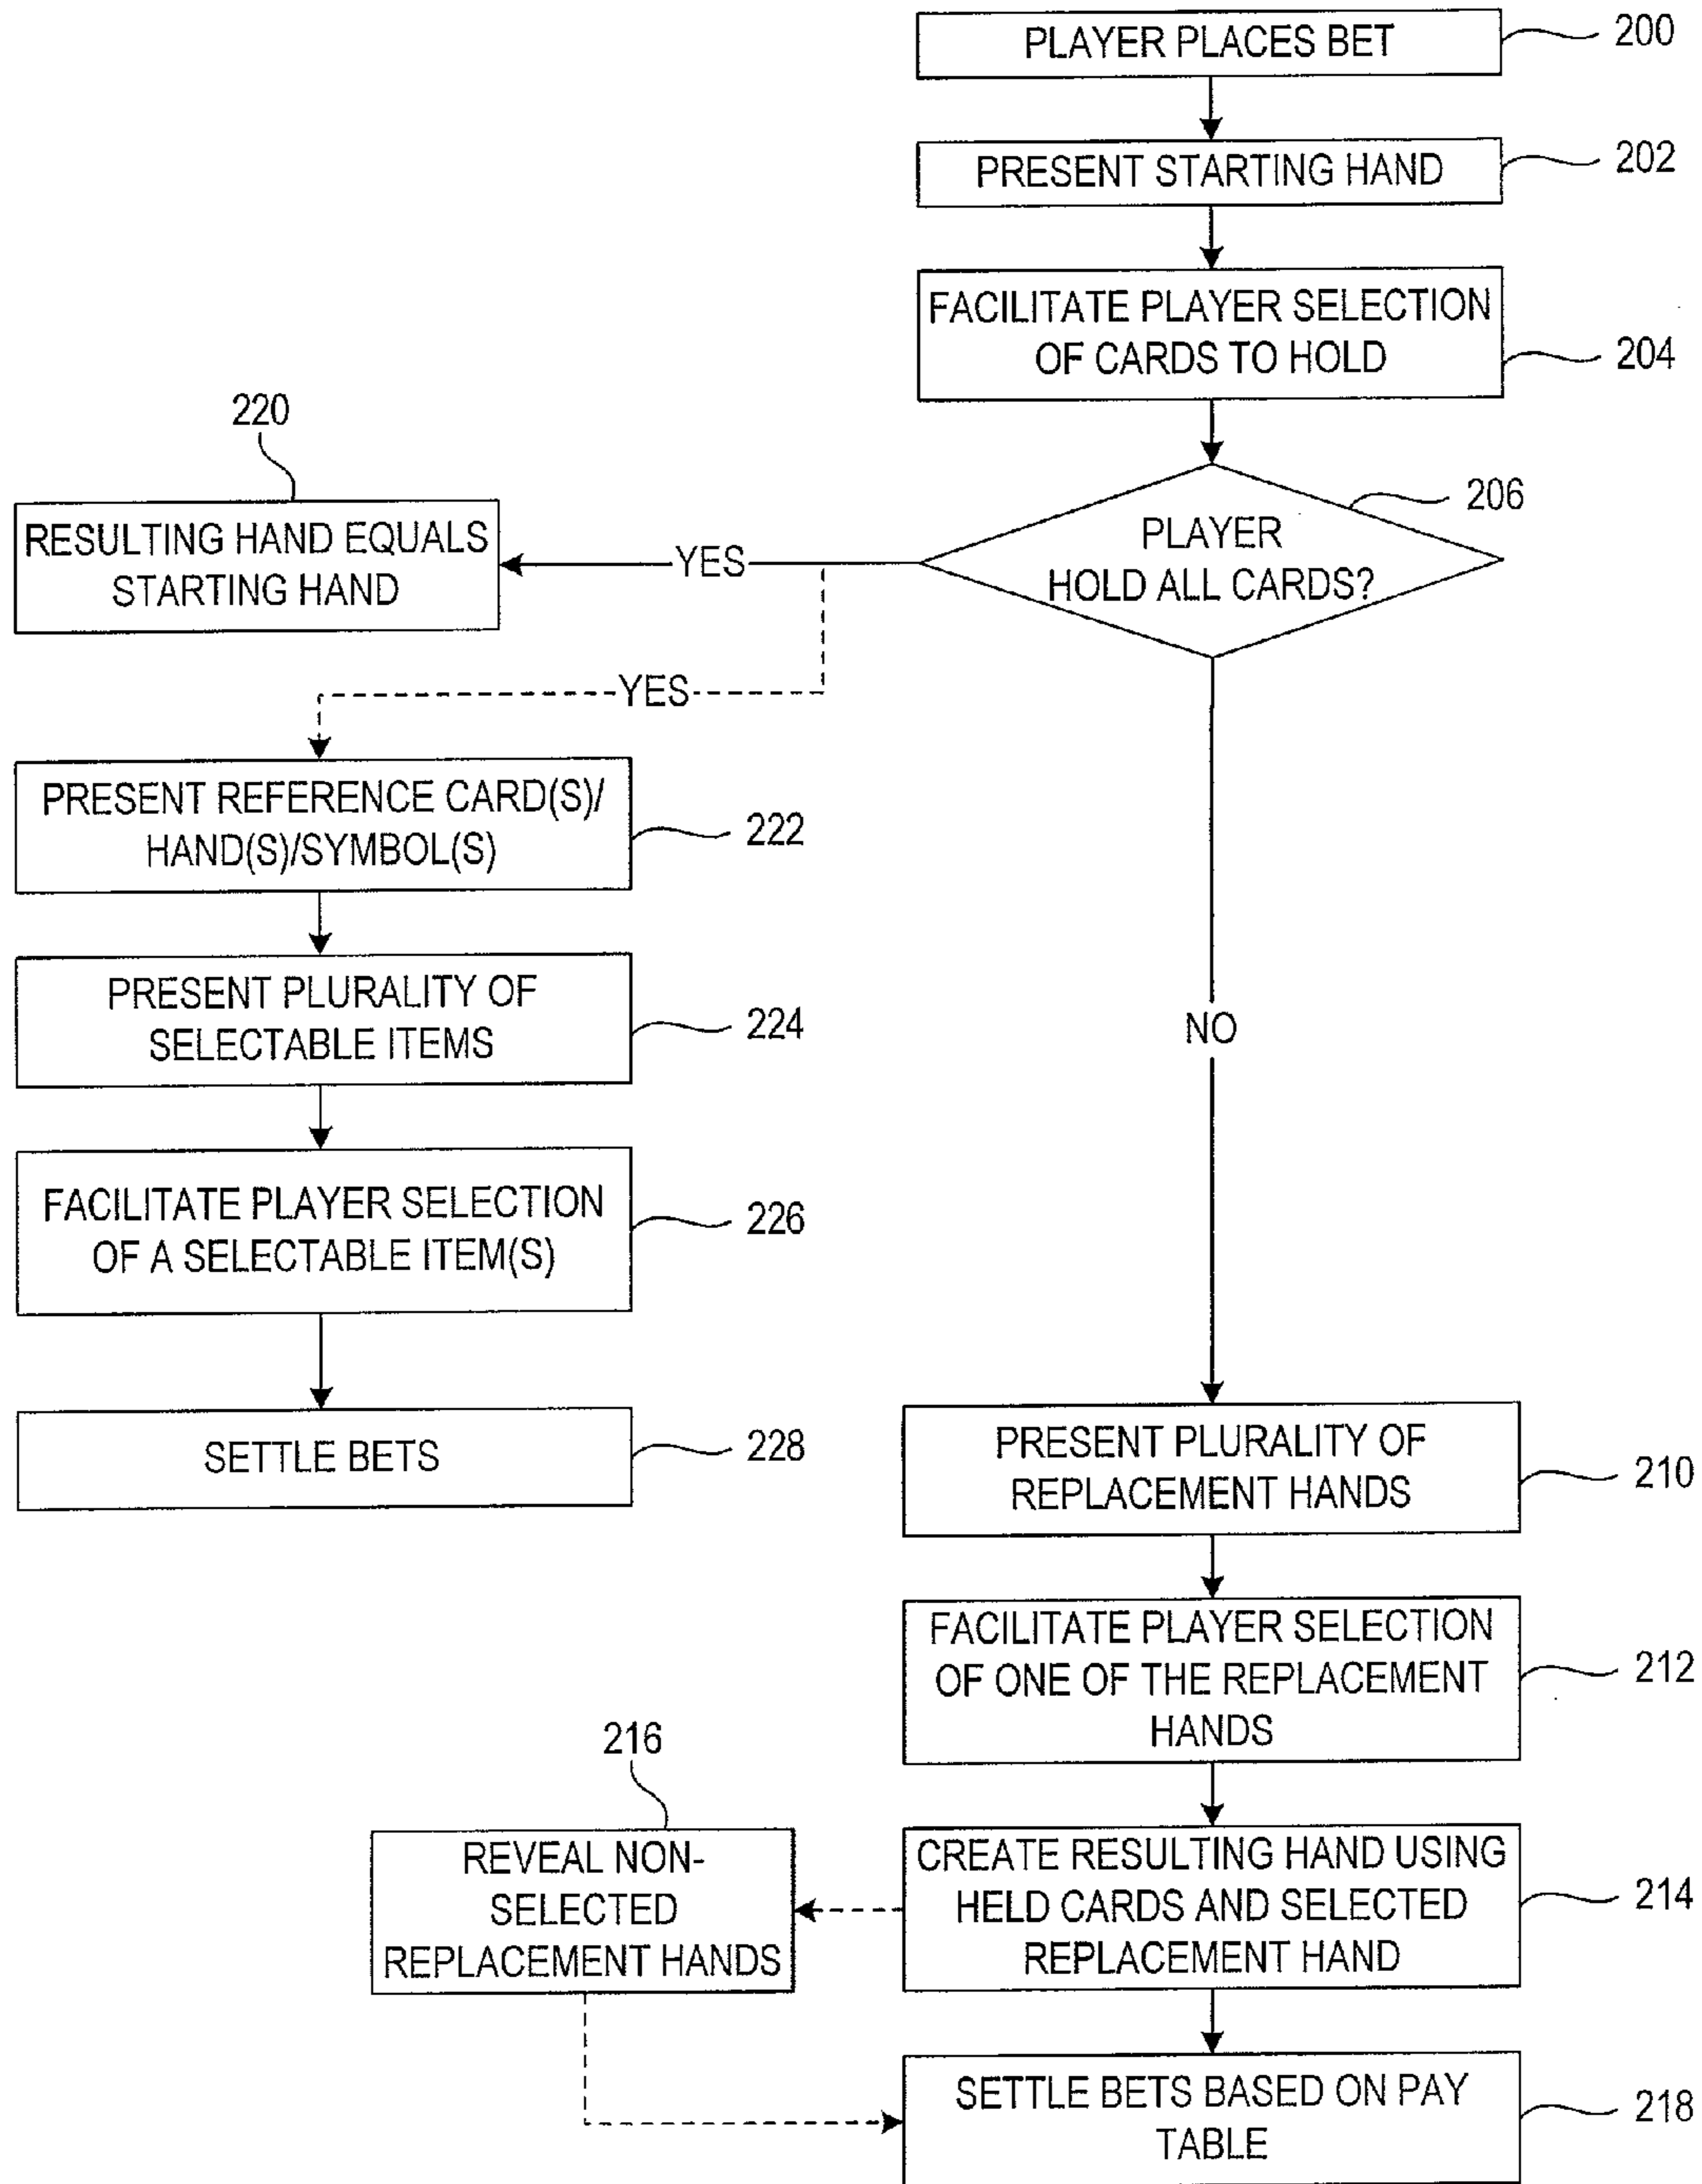 PLAYER PLACES BET
200
PRESENT STARTING HAND
202
FACILITATE PLAYER SELECTION
OF CARDS TO HOLD
204
220
RESULTING HAND EQUALS
STARTING HAND
YES
PLAYER
HOLD ALL CARDS?
206
YES
PRESENT REFERENCE CARD(S)/
HAND(S)/SYMBOL(S)
222
PRESENT PLURALITY OF
SELECTABLE ITEMS
224
NO
FACILITATE PLAYER SELECTION
OF A SELECTABLE ITEM(S)
226
SETTLE BETS
228
PRESENT PLURALITY OF
REPLACEMENT HANDS
210
FACILITATE PLAYER SELECTION
OF ONE OF THE REPLACEMENT
HANDS
212
216
REVEAL NON-
SELECTED
REPLACEMENT HANDS
CREATE RESULTING HAND USING
HELD CARDS AND SELECTED
REPLACEMENT HAND
214
SETTLE BETS BASED ON PAY
TABLE
218